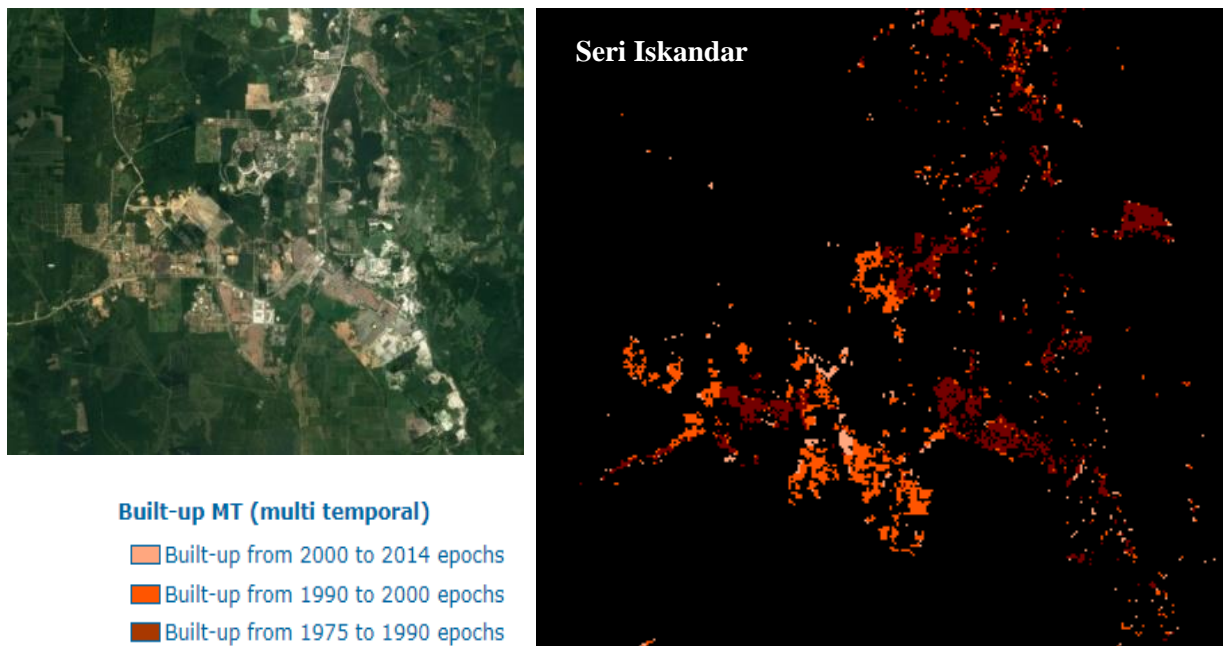 Seri Iskandar
Built-up MT (multi temporal)
Built-up from 2000 to 2014 epochs
Built-up from 1990 to 2000 epochs
Built-up from 1975 to 1990 epochs